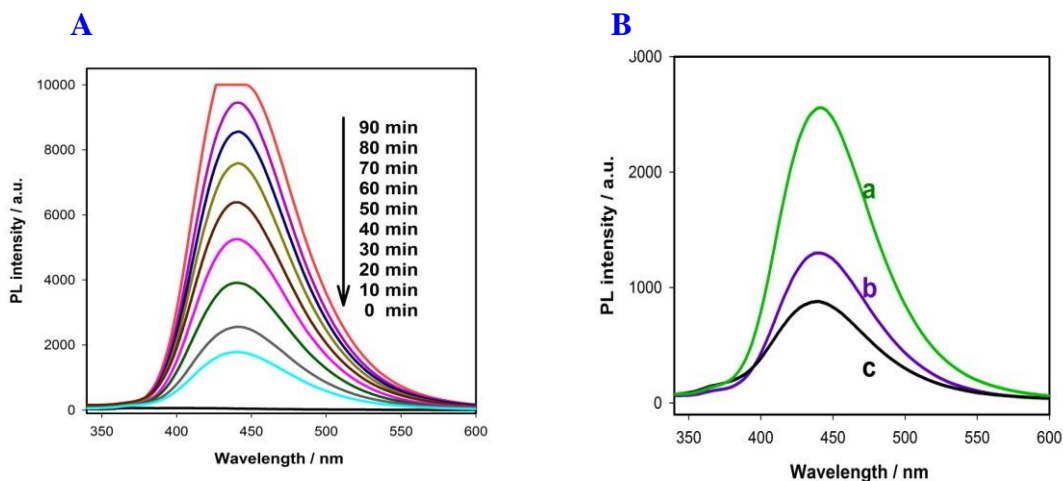 A
B
PL intensity / a.u.
10000
8000
6000
4000
2000
0
90 min
80 min
70 min
60 min
50 min
40 min
30 min
20 min
10 min
0 min
350 400 450 500 550 600
Wavelength / nm
PL intensity / a.u.
2000
1000
0
a
b
c
350 400 450 500 550 600
Wavelength / nm